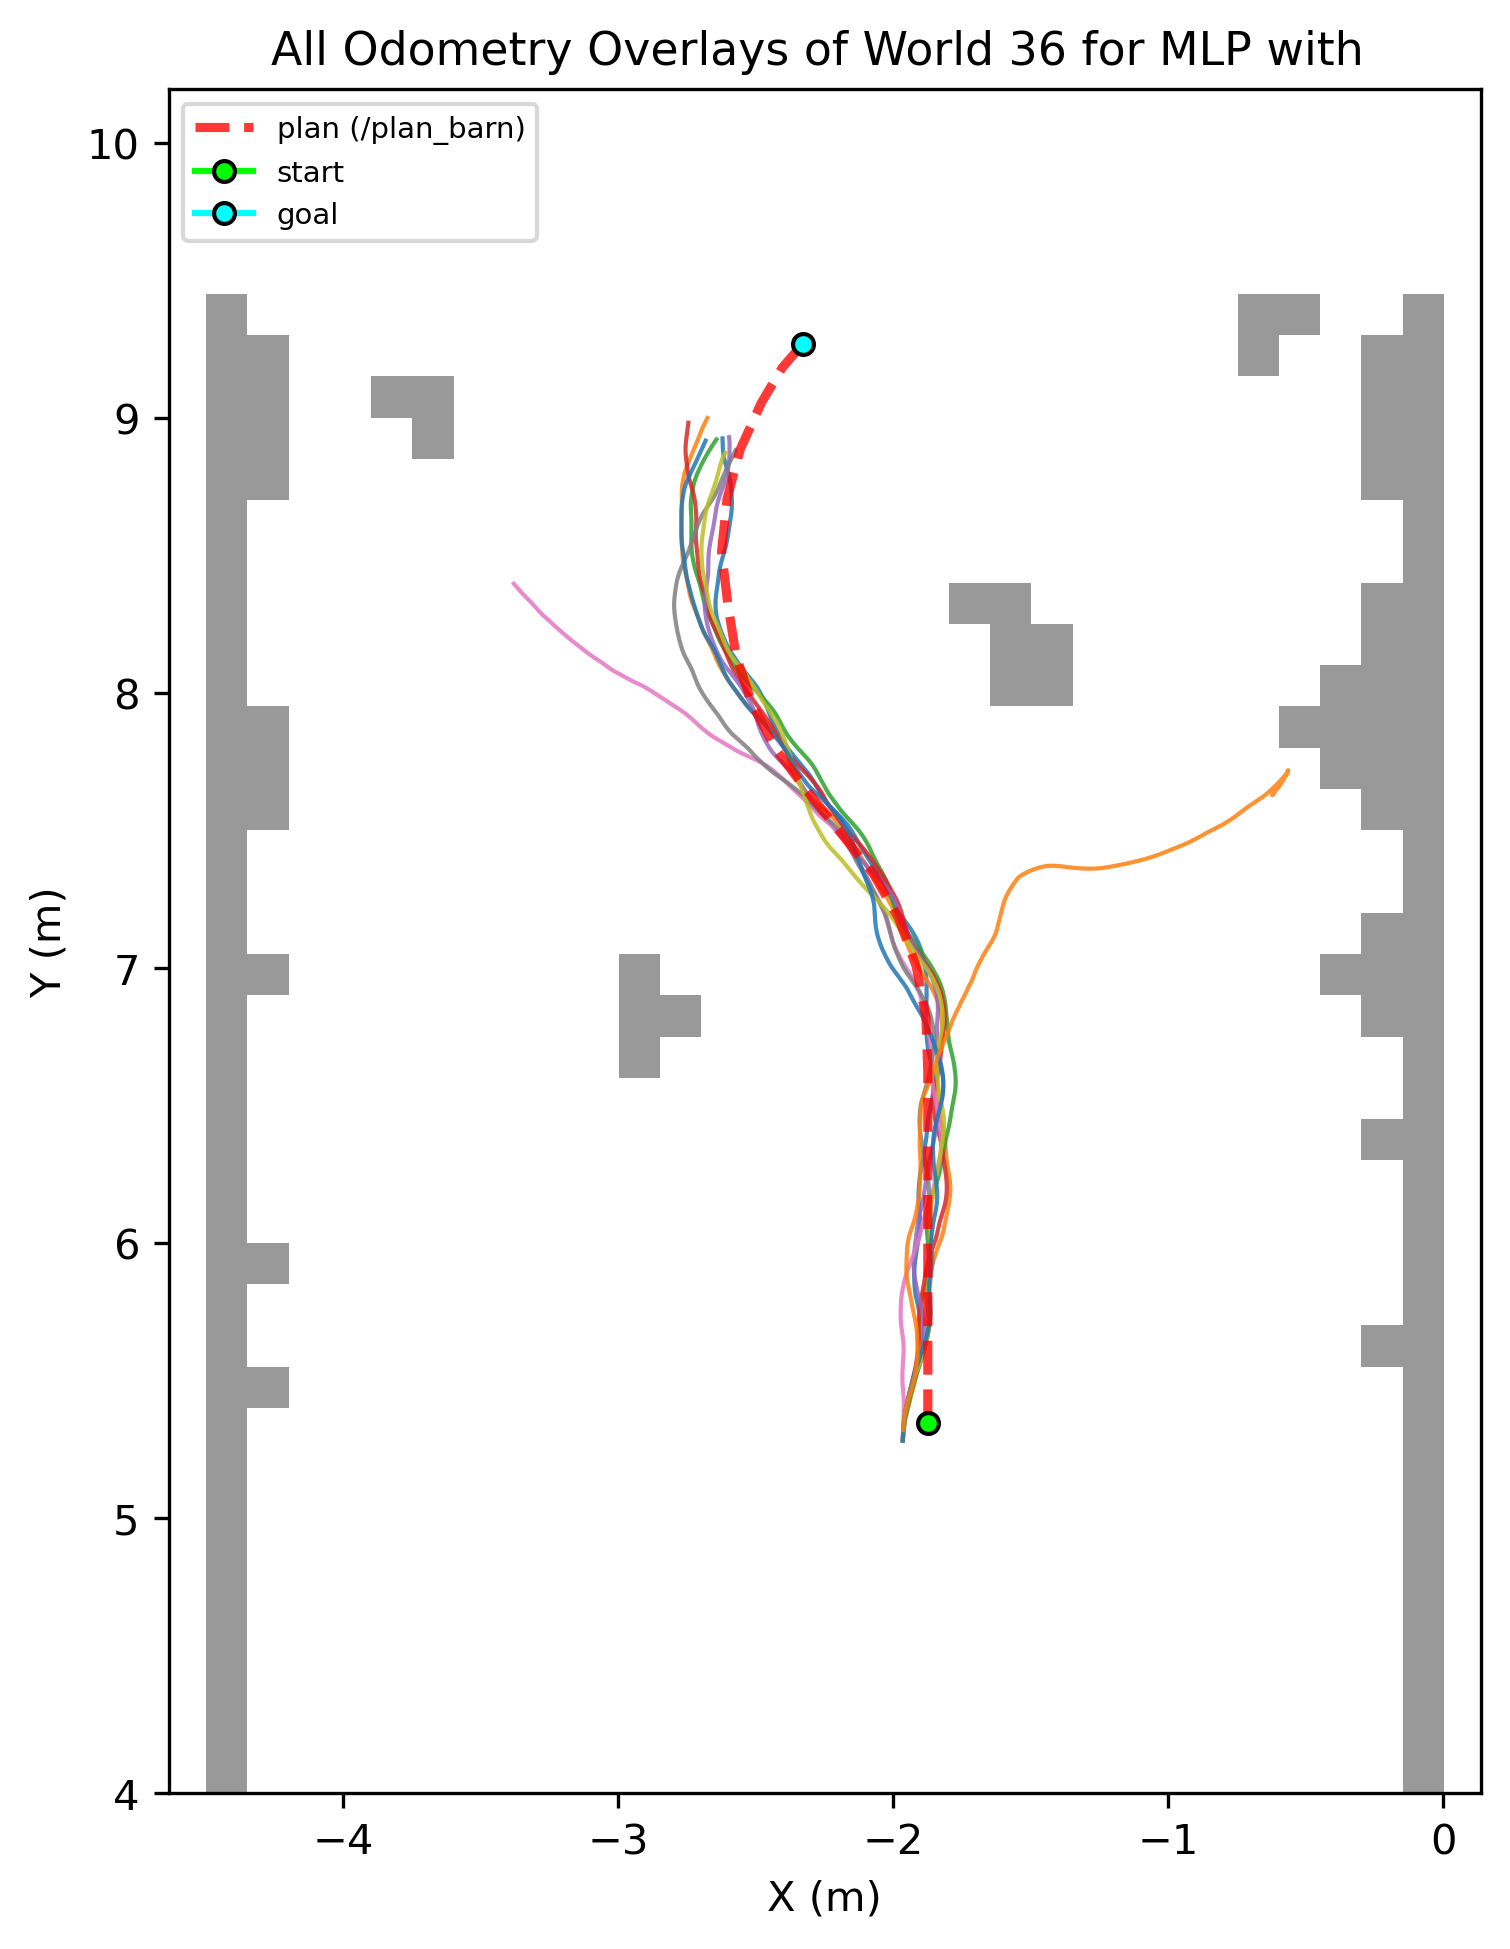 All Odometry Overlays of World 36 for MLP with
plan (/plan_barn)
start
goal
10
9
8
7
6
5
4
Y (m)
−4
−3
−2
−1
0
X (m)